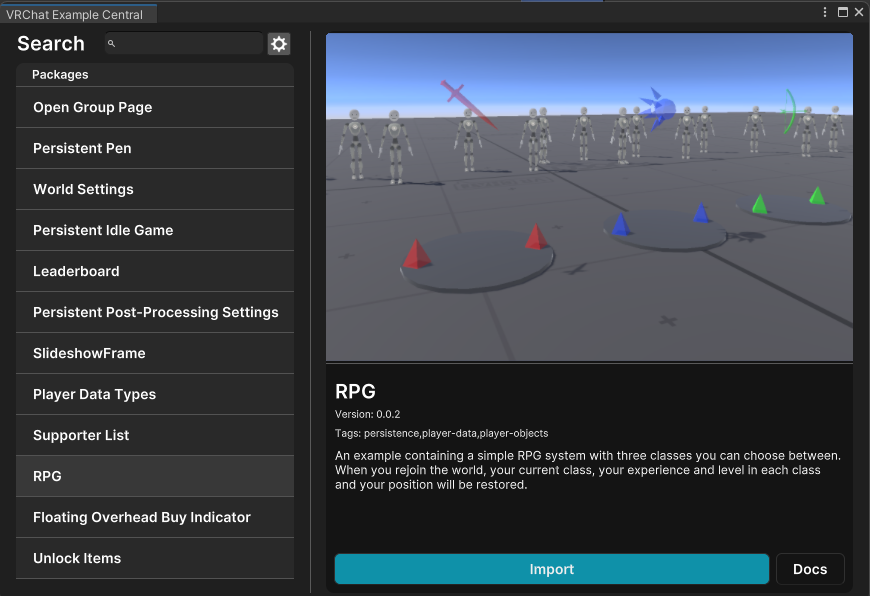 VRChat Example Central
Search
Packages
Open Group Page
Persistent Pen
World Settings
Persistent Idle Game
Leaderboard
Persistent Post-Processing Settings
SlideshowFrame
Player Data Types
Supporter List
RPG
Floating Overhead Buy Indicator
Unlock Items
RPG
Version: 0.0.2
Tags: persistence,player-data,player-objects
An example containing a simple RPG system with three classes you can choose between.
When you rejoin the world, your current class, your experience and level in each class
and your position will be restored.
Import
Docs